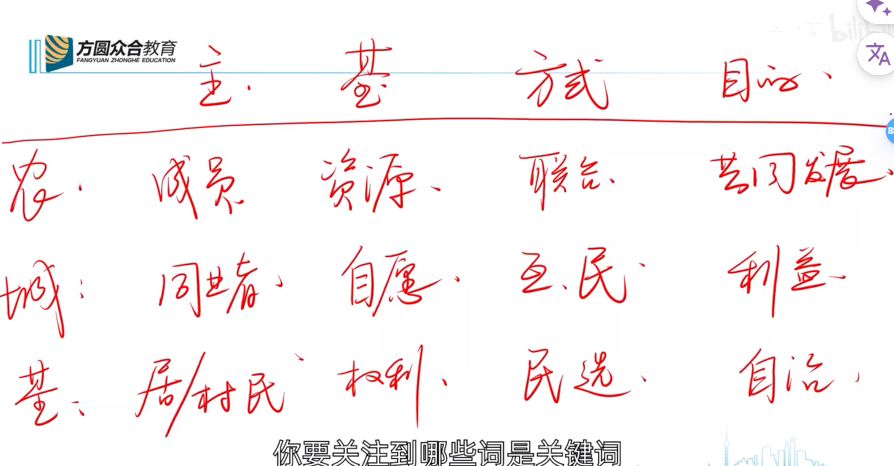 方圆众合教育
FANGYUAN ZHONGHE EDUCATION
主. 基. 方式 目的.
农. 成员 资源、 联合. 共同发展.
城: 同业者、 自愿. 互.民. 利益.
基: 居/村民、 权利、 民选. 自治,
你要关注到哪些词是关键词